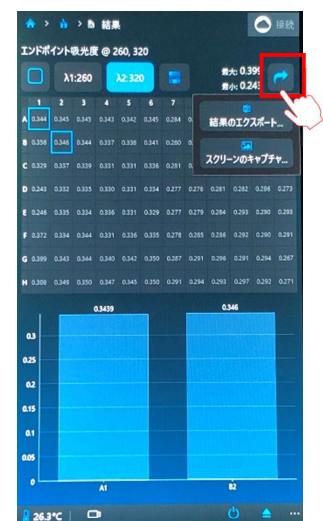 結果
接続
エンドポイント吸光度 @ 260, 320
λ1:260 λ2:320
最大: 0.399
最小: 0.243
結果のエクスポート...
スクリーンのキャプチャ...
1 2 3 4 5 6
A 0.344 0.345 0.345 0.343 0.342 0.345 0.284
B 0.338 0.346 0.344 0.337 0.336 0.341 0.280
C 0.329 0.337 0.339 0.331 0.331 0.336 0.281
D 0.243 0.332 0.335 0.330 0.331 0.334 0.277 0.276 0.281 0.282 0.286 0.273
E 0.246 0.335 0.334 0.336 0.331 0.329 0.277 0.279 0.284 0.293 0.290 0.293
F 0.372 0.334 0.344 0.331 0.336 0.335 0.278 0.285 0.286 0.292 0.290 0.291
G 0.399 0.343 0.344 0.340 0.342 0.350 0.287 0.291 0.296 0.291 0.294 0.267
H 0.308 0.349 0.350 0.347 0.345 0.350 0.291 0.294 0.293 0.297 0.292 0.271
0.3439 0.346
0.3
0.25
0.2
0.15
0.1
0.05
0
A1 B2
26.3°C